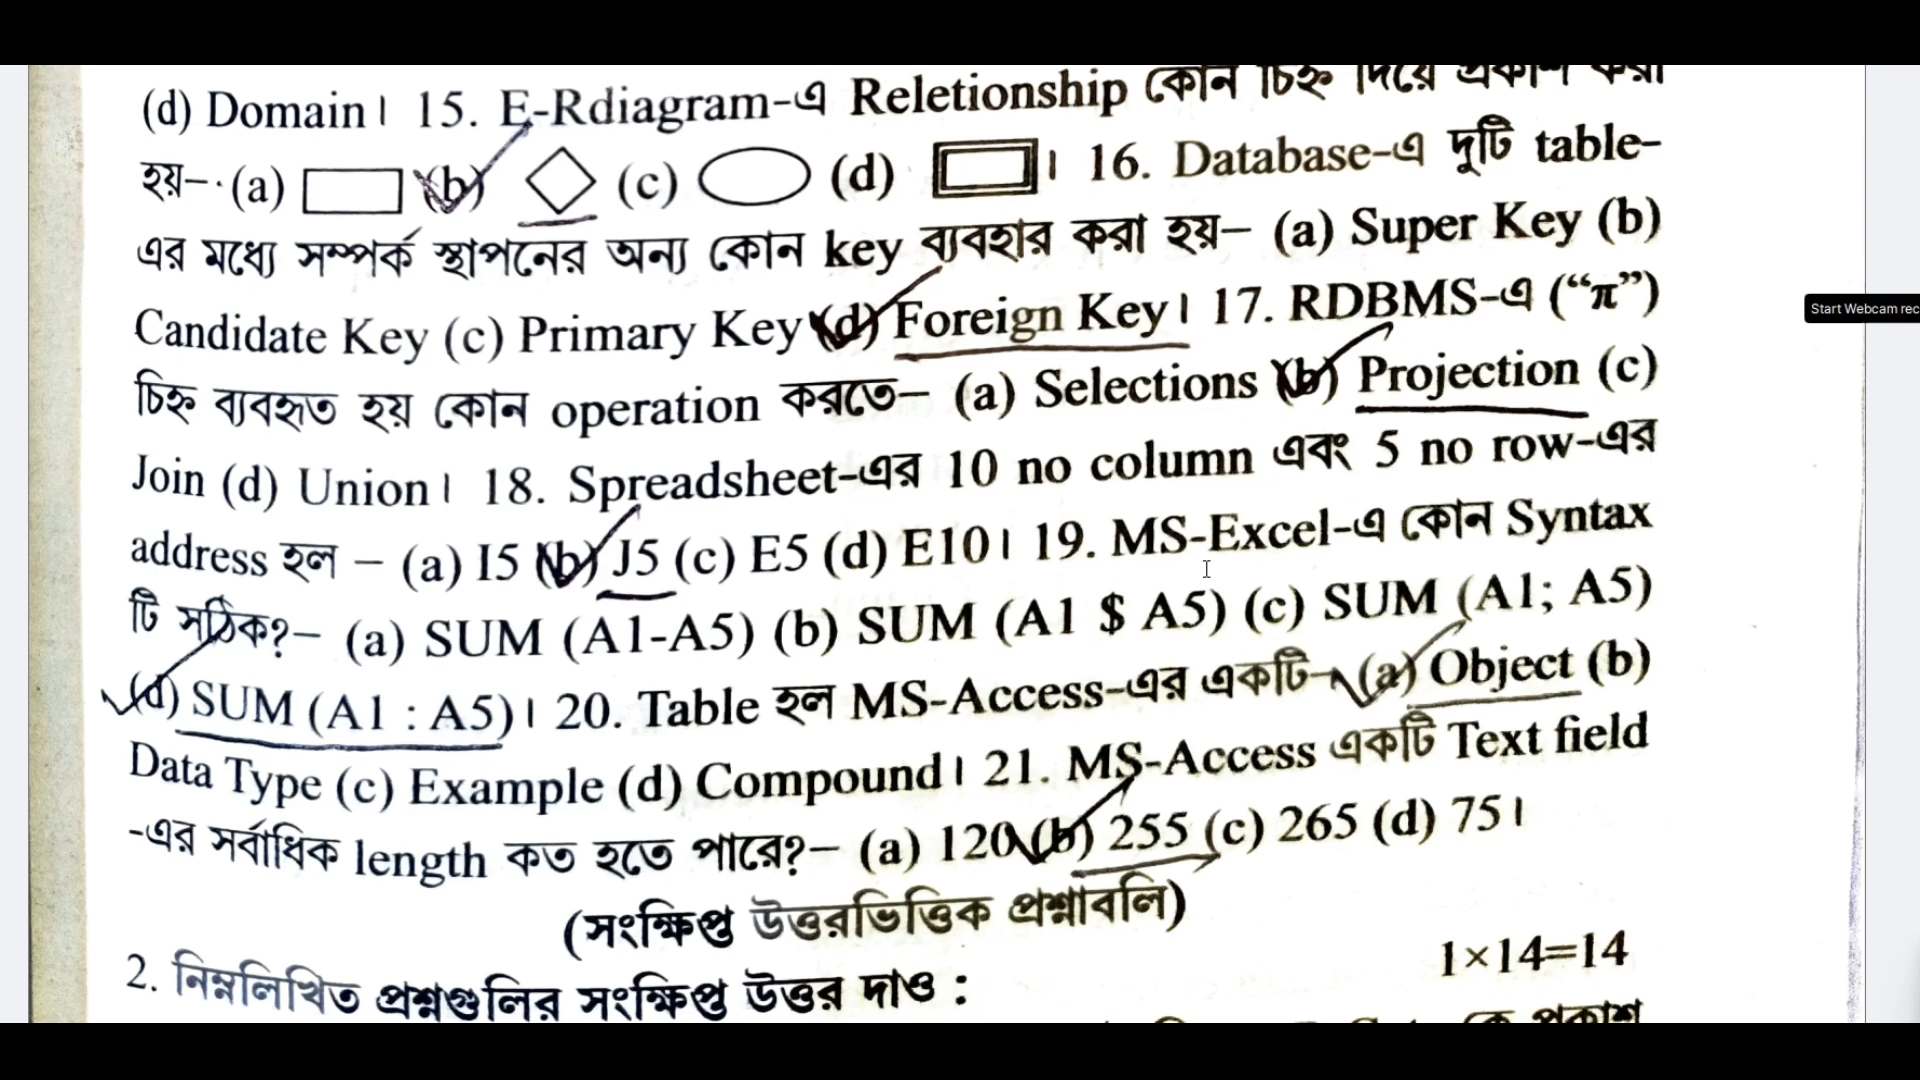 (d) Domain। 15. E-Rdiagram-এ Reletionship কোন চিহ্ন দিয়ে প্রকাশ করা
হয়–·(a) (b) (c) (d) । 16. Database-এ দুটি table-
এর মধ্যে সম্পর্ক স্থাপনের অন্য কোন key ব্যবহার করা হয়– (a) Super Key (b)
Candidate Key (c) Primary Key (d) Foreign Key। 17. RDBMS-এ (“π”)
চিহ্ন ব্যবহৃত হয় কোন operation করতে– (a) Selections (b) Projection (c)
Join (d) Union। 18. Spreadsheet-এর 10 no column এবং 5 no row-এর
address হল – (a) I5 (b) J5 (c) E5 (d) E10। 19. MS-Excel-এ কোন Syntax
টি সঠিক?– (a) SUM (A1-A5) (b) SUM (A1 $ A5) (c) SUM (A1; A5)
(d) SUM (A1 : A5)। 20. Table হল MS-Access-এর একটি– (a) Object (b)
Data Type (c) Example (d) Compound। 21. MS-Access একটি Text field
-এর সর্বাধিক length কত হতে পারে?– (a) 120 (b) 255 (c) 265 (d) 75।
(সংক্ষিপ্ত উত্তরভিত্তিক প্রশ্নাবলি)
2. নিম্নলিখিত প্রশ্নগুলির সংক্ষিপ্ত উত্তর দাও : 1×14=14
কে প্রকাশ
Start Webcam rec